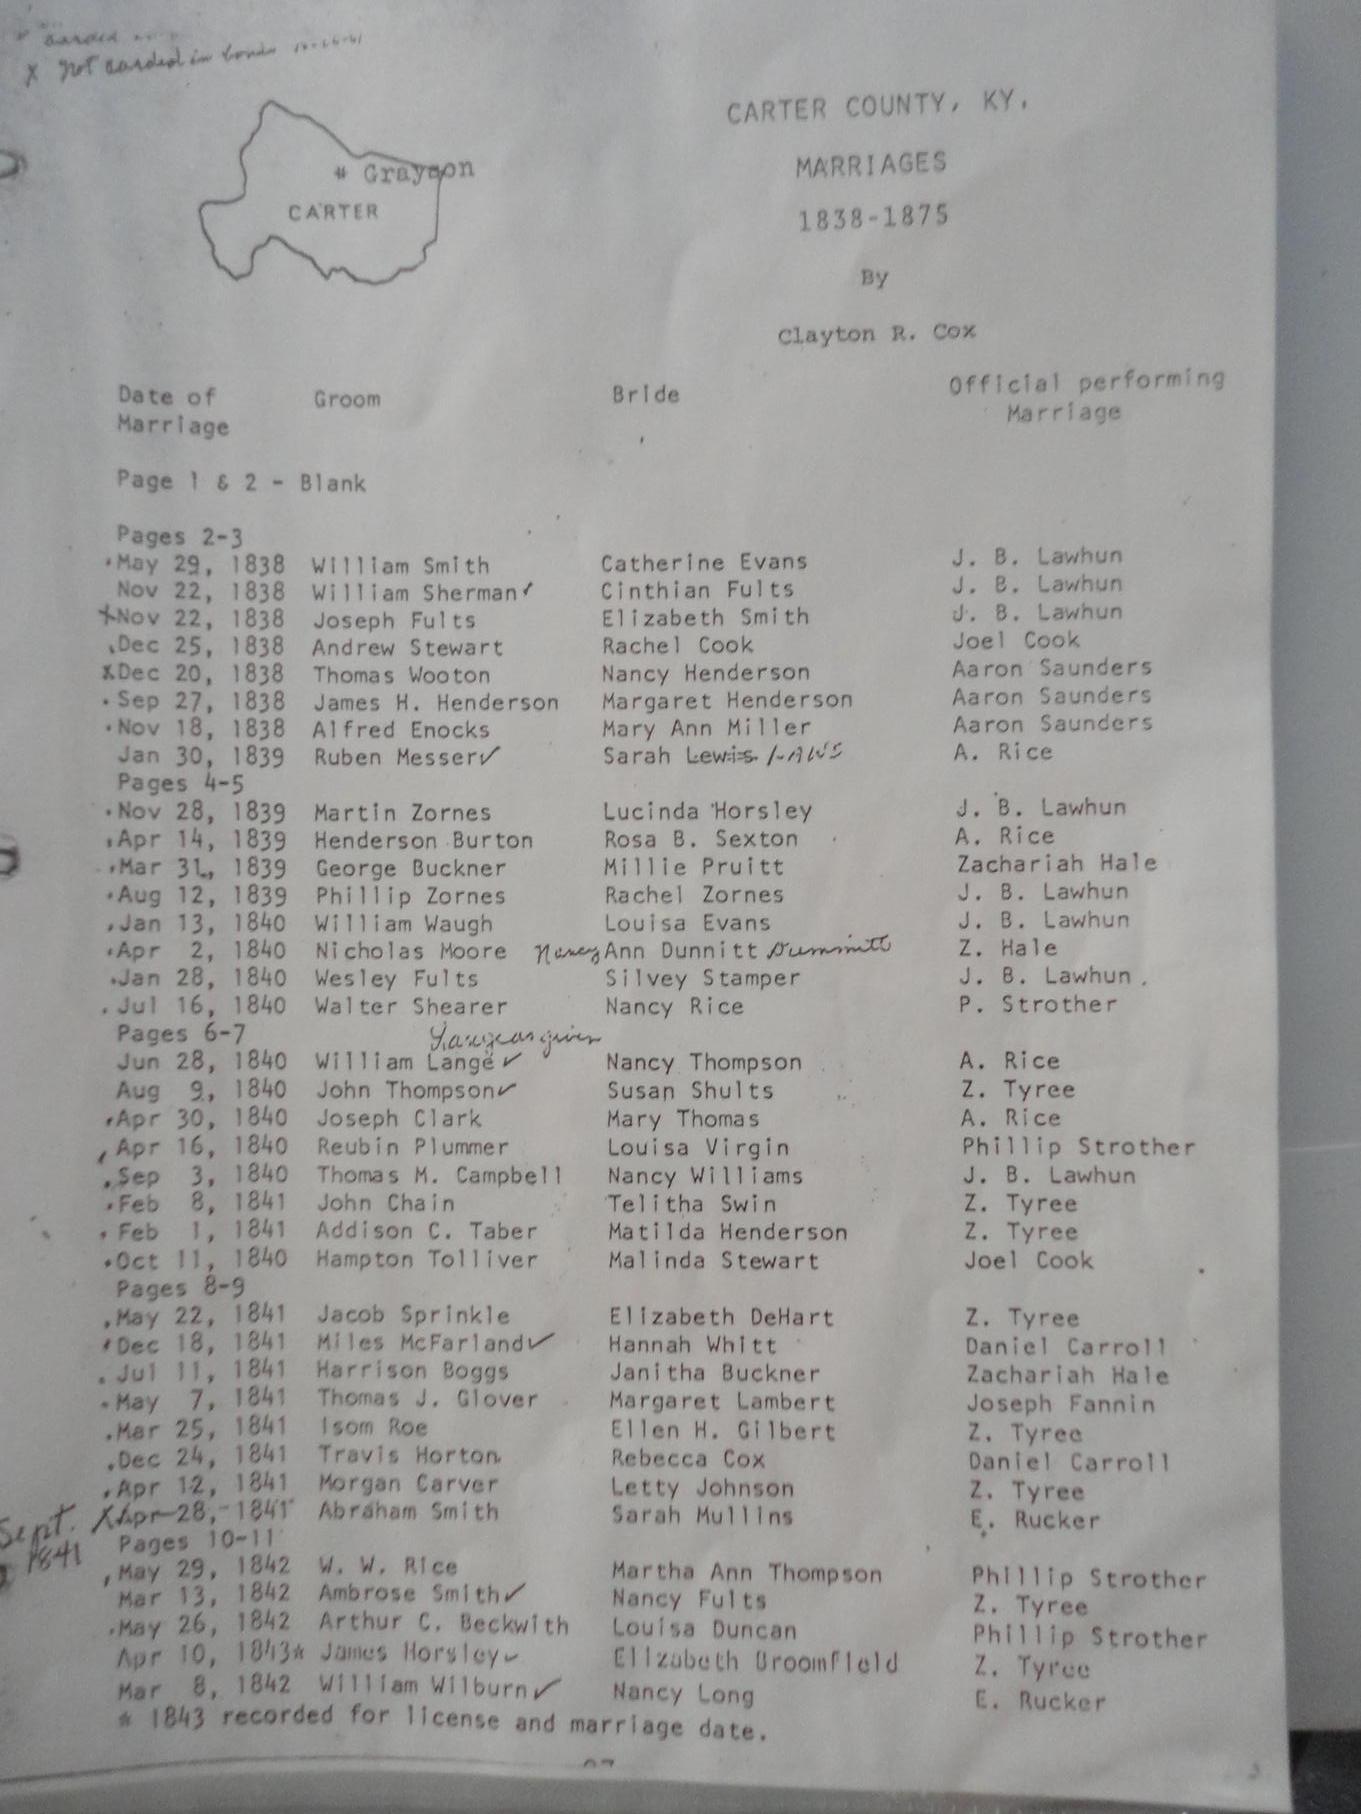 x Not carded in bonds
CARTER COUNTY, KY.
MARRIAGES
1838-1875
By
Clayton R. Cox
* Grayson
CARTER
Date of Groom Bride Official performing
Marriage Marriage
Page 1 & 2 - Blank
Pages 2-3
May 29, 1838 William Smith Catherine Evans J. B. Lawhun
Nov 22, 1838 William Sherman✓ Cinthian Fults J. B. Lawhun
xNov 22, 1838 Joseph Fults Elizabeth Smith J. B. Lawhun
Dec 25, 1838 Andrew Stewart Rachel Cook Joel Cook
xDec 20, 1838 Thomas Wooton Nancy Henderson Aaron Saunders
Sep 27, 1838 James H. Henderson Margaret Henderson Aaron Saunders
Nov 18, 1838 Alfred Enocks Mary Ann Miller Aaron Saunders
Jan 30, 1839 Ruben Messer✓ Sarah Lewis LAWS A. Rice
Pages 4-5
Nov 28, 1839 Martin Zornes Lucinda Horsley J. B. Lawhun
Apr 14, 1839 Henderson Burton Rosa B. Sexton A. Rice
Mar 31, 1839 George Buckner Millie Pruitt Zachariah Hale
Aug 12, 1839 Phillip Zornes Rachel Zornes J. B. Lawhun
Jan 13, 1840 William Waugh Louisa Evans J. B. Lawhun
Apr 2, 1840 Nicholas Moore Nancy Ann Dunnitt Dummitt Z. Hale
Jan 28, 1840 Wesley Fults Silvey Stamper J. B. Lawhun
Jul 16, 1840 Walter Shearer Nancy Rice P. Strother
Pages 6-7
Jun 28, 1840 William Lange✓ Nancy Thompson A. Rice
Aug 9, 1840 John Thompson✓ Susan Shults Z. Tyree
Apr 30, 1840 Joseph Clark Mary Thomas A. Rice
Apr 16, 1840 Reubin Plummer Louisa Virgin Phillip Strother
Sep 3, 1840 Thomas M. Campbell Nancy Williams J. B. Lawhun
Feb 8, 1841 John Chain Telitha Swin Z. Tyree
Feb 1, 1841 Addison C. Taber Matilda Henderson Z. Tyree
Oct 11, 1840 Hampton Tolliver Malinda Stewart Joel Cook
Pages 8-9
May 22, 1841 Jacob Sprinkle Elizabeth DeHart Z. Tyree
Dec 18, 1841 Miles McFarland✓ Hannah Whitt Daniel Carroll
Jul 11, 1841 Harrison Boggs Janitha Buckner Zachariah Hale
May 7, 1841 Thomas J. Glover Margaret Lambert Joseph Fannin
Mar 25, 1841 Isom Roe Ellen H. Gilbert Z. Tyree
Dec 24, 1841 Travis Horton Rebecca Cox Daniel Carroll
Apr 12, 1841 Morgan Carver Letty Johnson Z. Tyree
Sept. xApr 28, 1841 Abraham Smith Sarah Mullins E. Rucker
1841 Pages 10-11
May 29, 1842 W. W. Rice Martha Ann Thompson Phillip Strother
Mar 13, 1842 Ambrose Smith✓ Nancy Fults Z. Tyree
May 26, 1842 Arthur C. Beckwith Louisa Duncan Phillip Strother
Apr 10, 1843* James Horsley✓ Elizabeth Broomfield Z. Tyree
Mar 8, 1842 William Wilburn✓ Nancy Long E. Rucker
* 1843 recorded for license and marriage date.